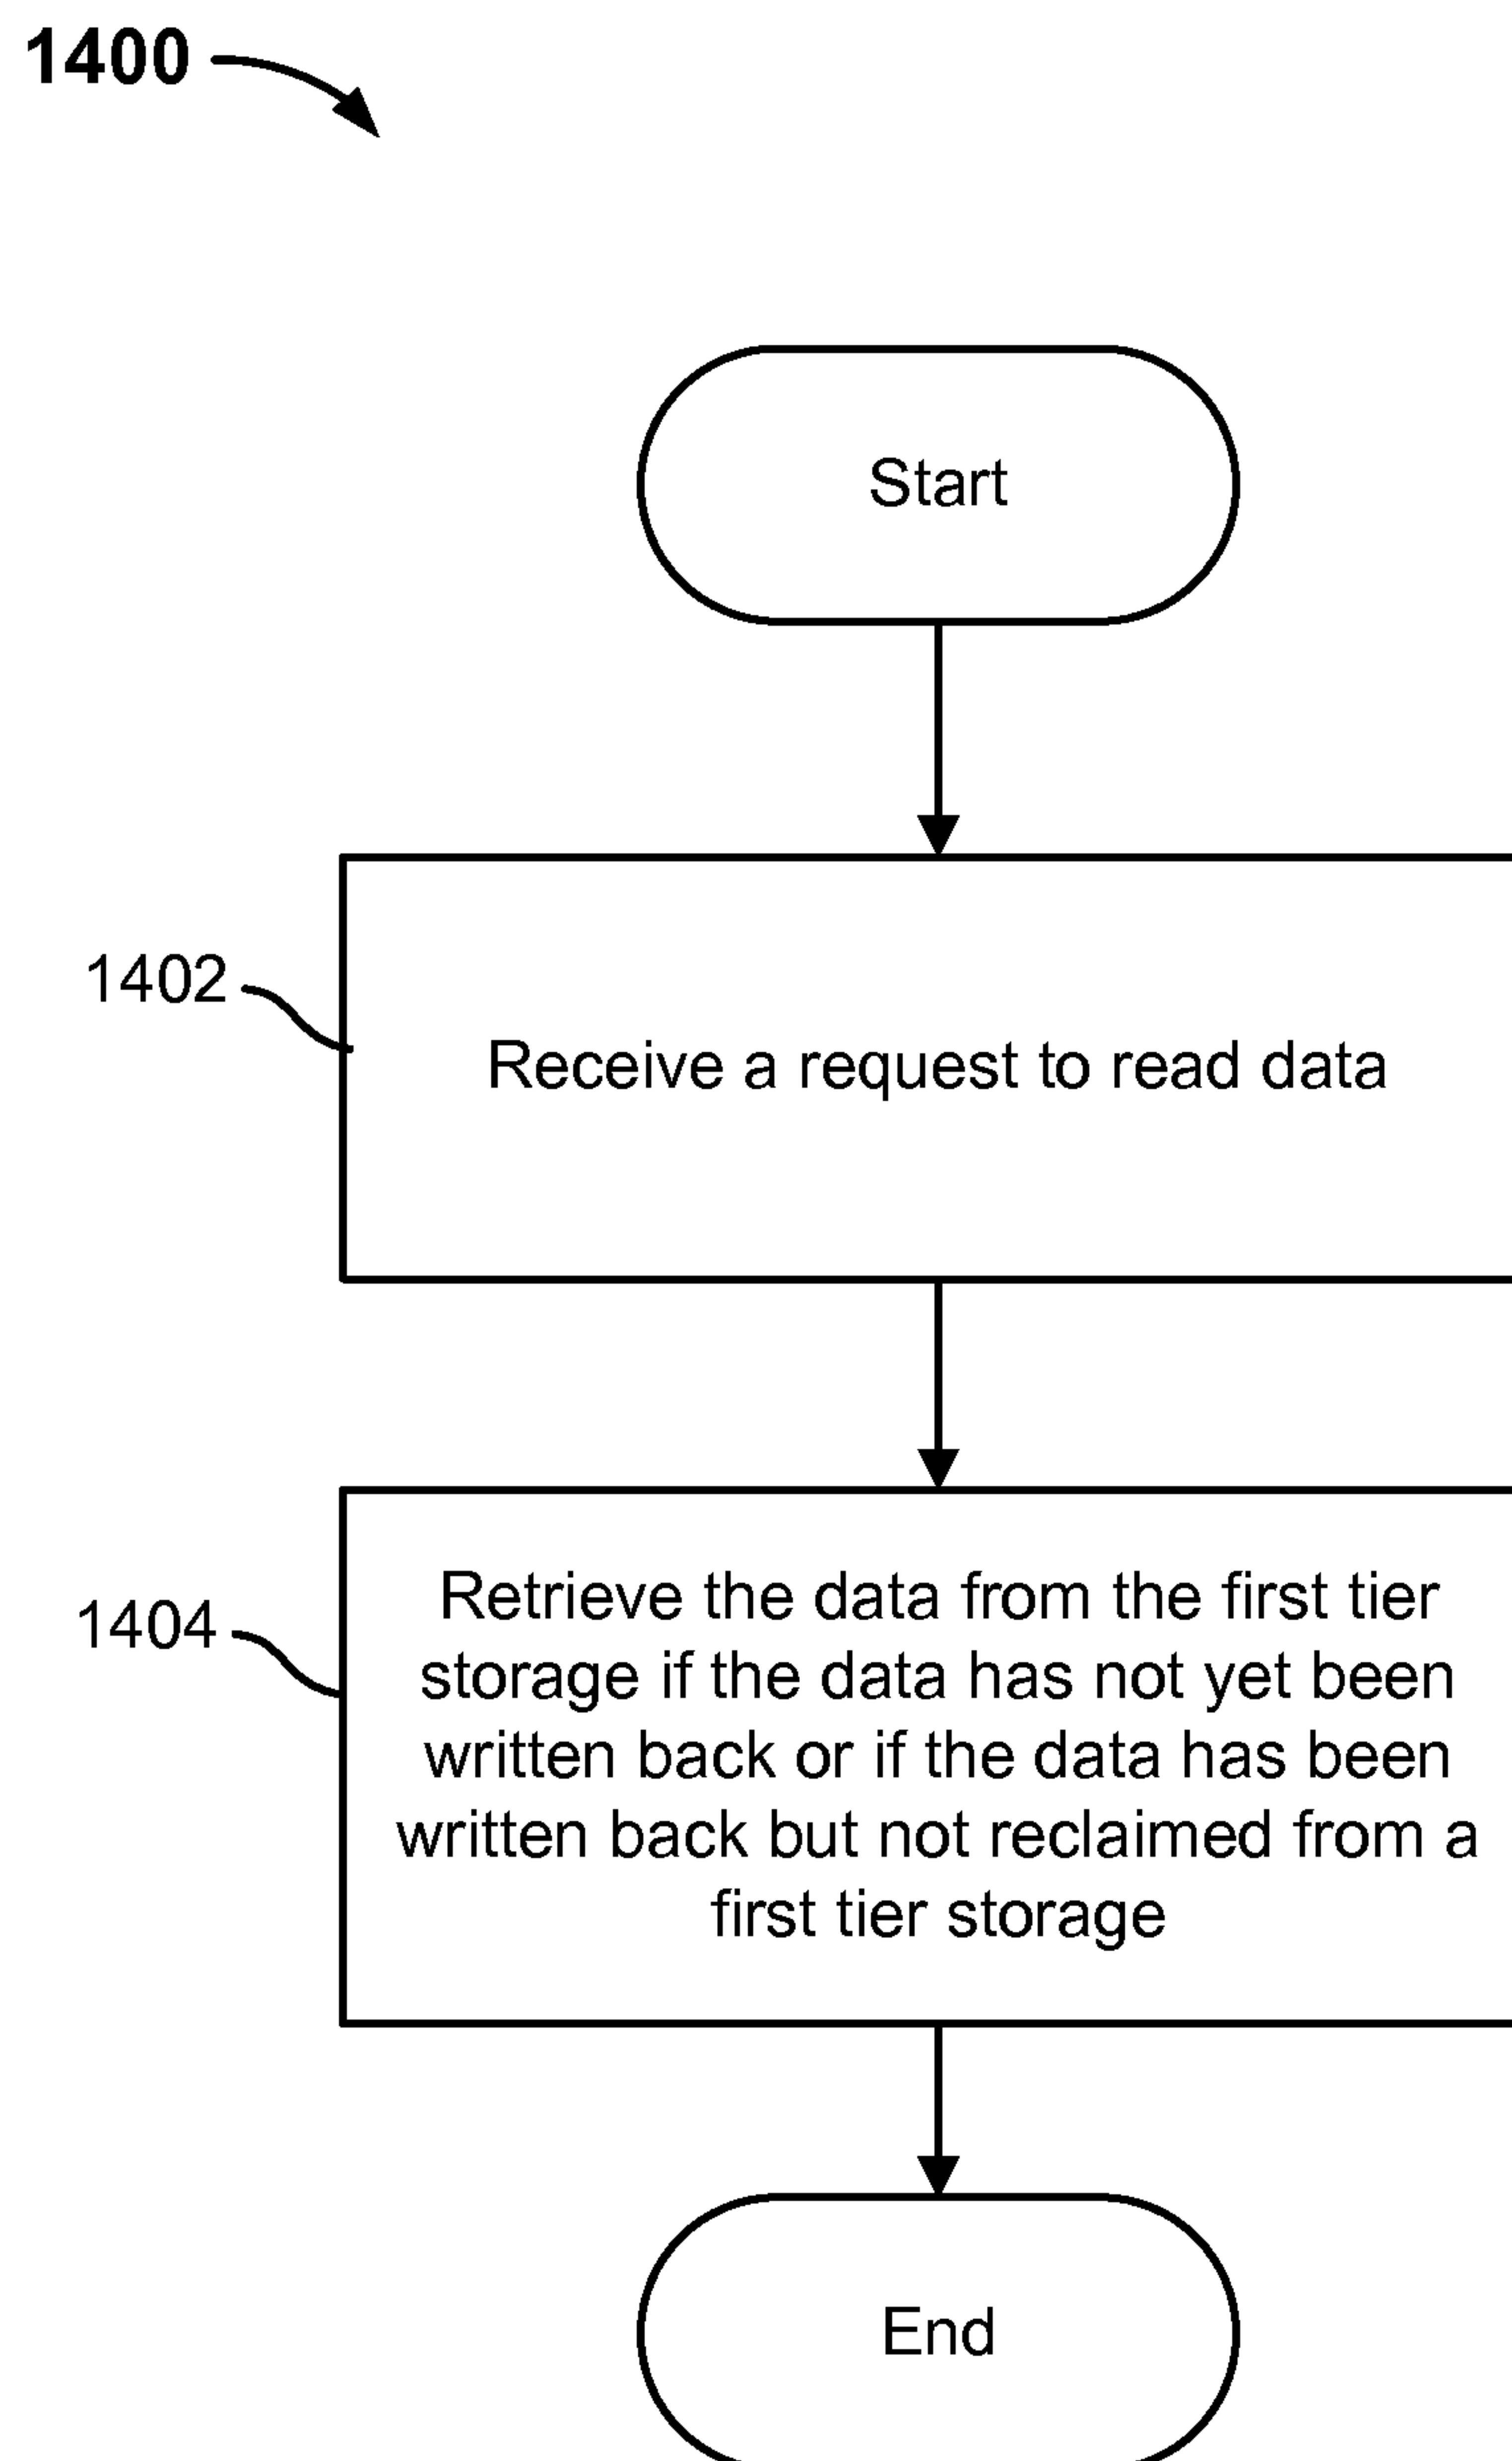 1400
Start
1402
Receive a request to read data
1404
Retrieve the data from the first tier
storage if the data has not yet been
written back or if the data has been
written back but not reclaimed from a
first tier storage
End